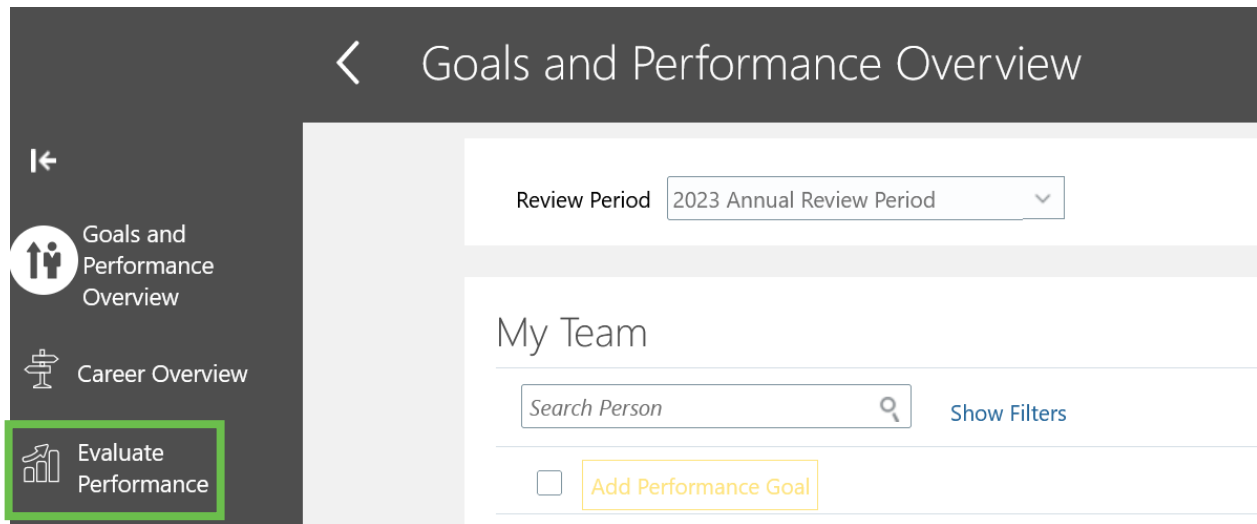 Goals and Performance Overview
Goals and
Performance
Overview
Career Overview
Evaluate
Performance
Review Period 2023 Annual Review Period
My Team
Search Person Show Filters
Add Performance Goal